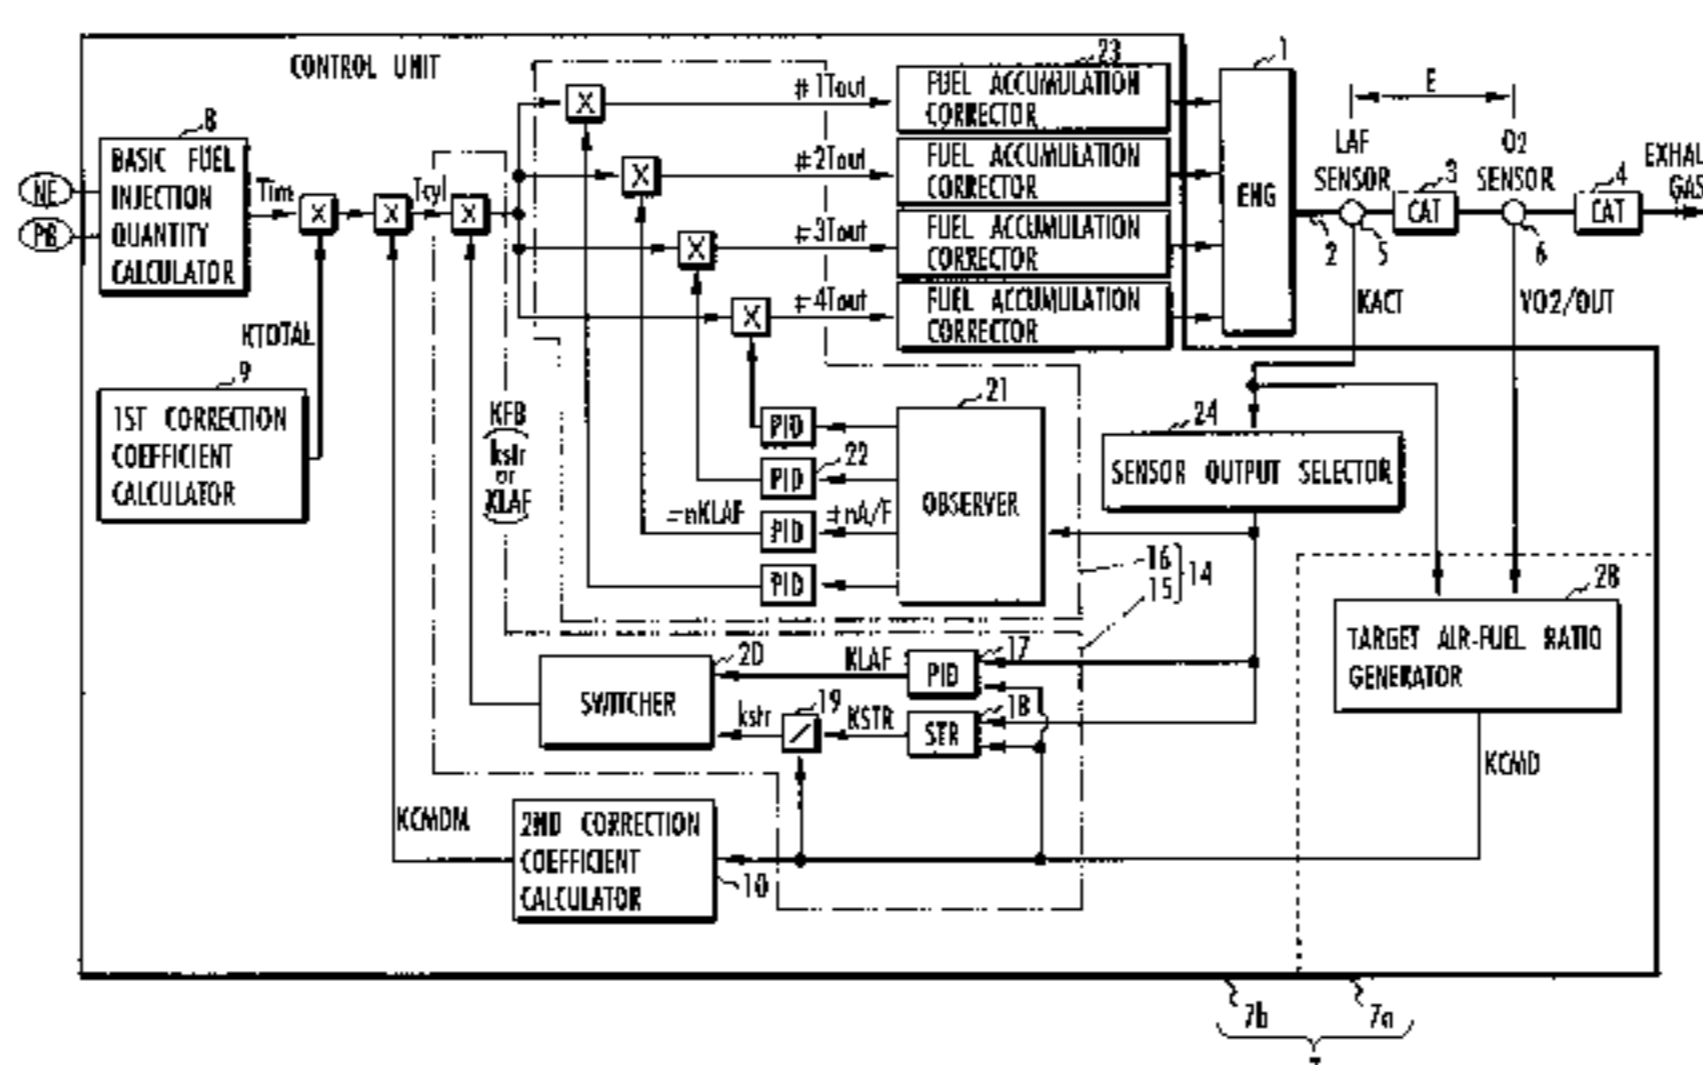 CONTROL UNIT
23
1
E
8
BASIC FUEL
INJECTION
QUANTITY
CALCULATOR
NE
PB
Tim
Tcyl
X
X
X
X
X
X
X
#1Tout
#2Tout
#3Tout
#4Tout
FUEL ACCUMULATION
CORRECTOR
FUEL ACCUMULATION
CORRECTOR
FUEL ACCUMULATION
CORRECTOR
FUEL ACCUMULATION
CORRECTOR
ENG
LAF
SENSOR
3
CAT
O2
SENSOR
4
CAT
EXHAU
GAS
2
5
6
KACT
VO2/OUT
KTOTAL
9
1ST CORRECTION
COEFFICIENT
CALCULATOR
KFB
kstr
or
KLAF
PID
PID
PID
PID
22
#nKLAF
#nA/F
21
OBSERVER
24
SENSOR OUTPUT SELECTOR
16
15
14
28
TARGET AIR-FUEL RATIO
GENERATOR
20
SWITCHER
KLAF
17
PID
kstr
19
KSTR
18
STR
KCMD
KCMDM
2ND CORRECTION
COEFFICIENT
CALCULATOR
10
7b
7a